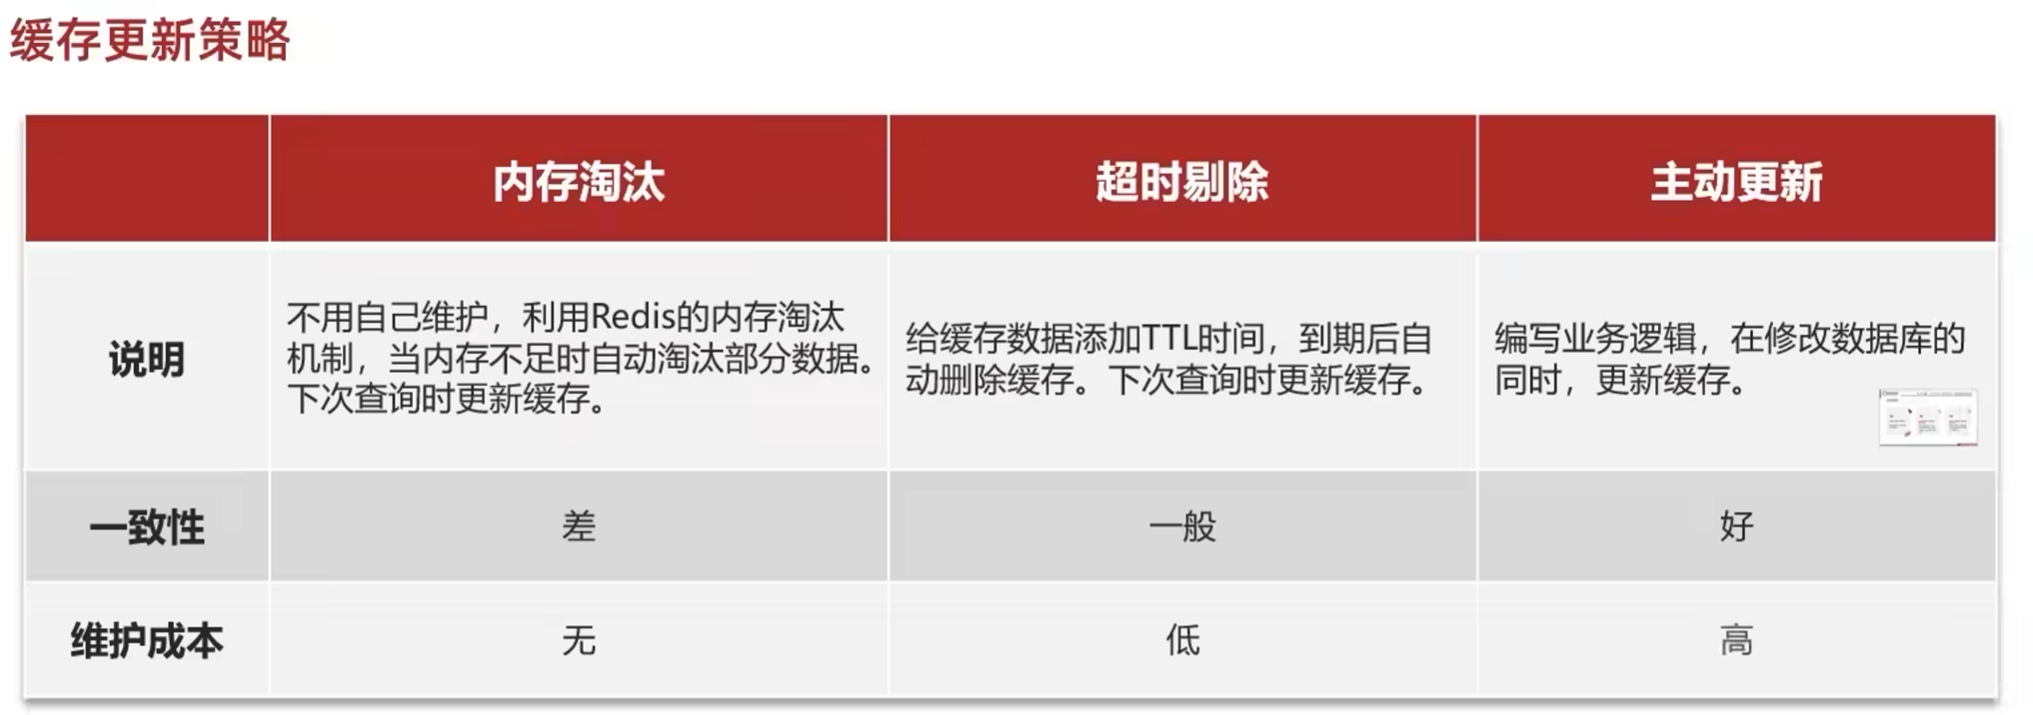 缓存更新策略
内存淘汰
超时剔除
主动更新
说明
不用自己维护，利用Redis的内存淘汰
机制，当内存不足时自动淘汰部分数据。
下次查询时更新缓存。
给缓存数据添加TTL时间，到期后自
动删除缓存。下次查询时更新缓存。
编写业务逻辑，在修改数据库的
同时，更新缓存。
一致性
差
一般
好
维护成本
无
低
高